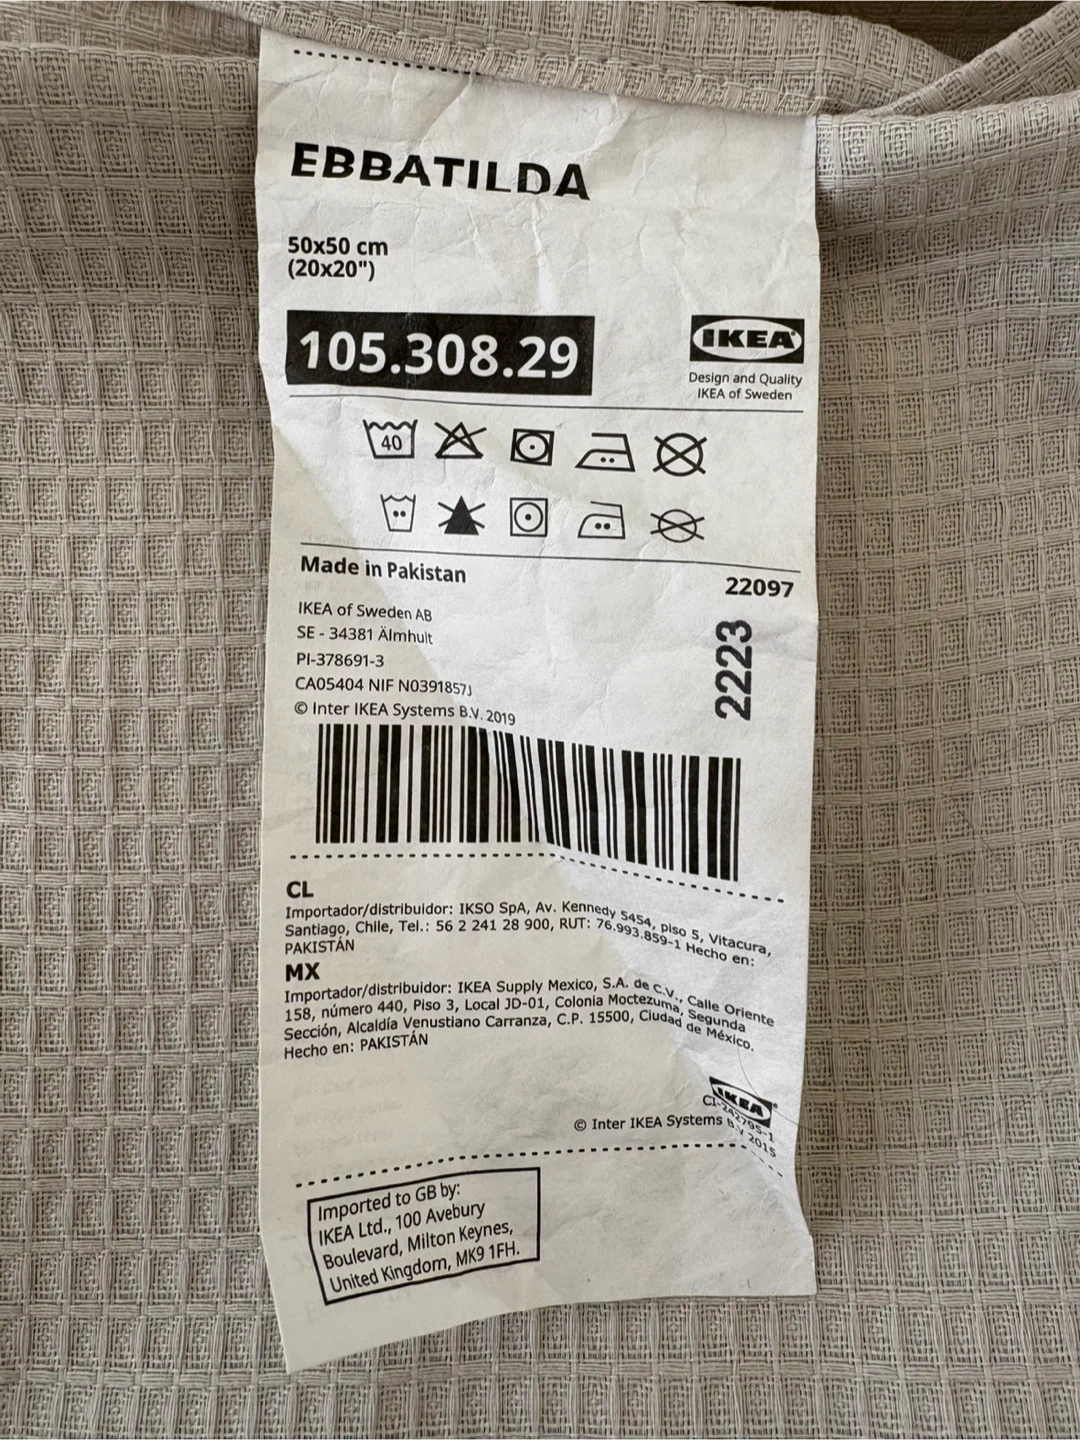 EBBATILDA
50x50 cm
(20x20")
105.308.29
IKEA
Design and Quality
IKEA of Sweden
40
Made in Pakistan
22097
2223
IKEA of Sweden AB
SE - 34381 Älmhult
PI-378691-3
CA05404 NIF N0391857J
© Inter IKEA Systems B.V. 2019
CL
Importador/distribuidor: IKSO SpA, Av. Kennedy 5454, piso 5, Vitacura,
Santiago, Chile, Tel.: 56 2 241 28 900, RUT: 76.993.859-1 Hecho en:
PAKISTÁN
MX
Importador/distribuidor: IKEA Supply Mexico, S.A. de C.V., Calle Oriente
158, número 440, Piso 3, Local JD-01, Colonia Moctezuma, Segunda
Sección, Alcaldía Venustiano Carranza, C.P. 15500, Ciudad de México.
Hecho en: PAKISTÁN
IKEA
CI-242795-1
© Inter IKEA Systems B.V 2015
Imported to GB by:
IKEA Ltd., 100 Avebury
Boulevard, Milton Keynes,
United Kingdom, MK9 1FH.